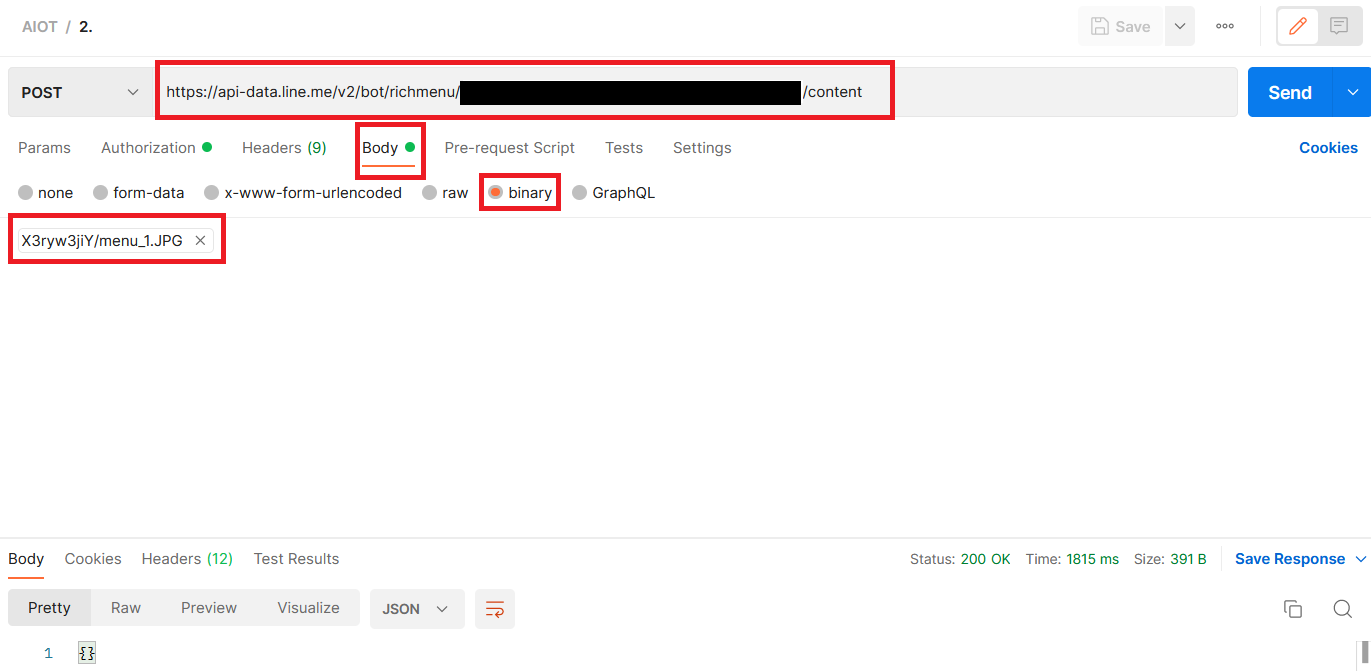 AIOT / 2.
Save
POST
https://api-data.line.me/v2/bot/richmenu/ /content
Send
Params Authorization Headers (9) Body Pre-request Script Tests Settings Cookies
none form-data x-www-form-urlencoded raw binary GraphQL
X3ryw3jiY/menu_1.JPG
Body Cookies Headers (12) Test Results Status: 200 OK Time: 1815 ms Size: 391 B Save Response
Pretty Raw Preview Visualize JSON
1 {}